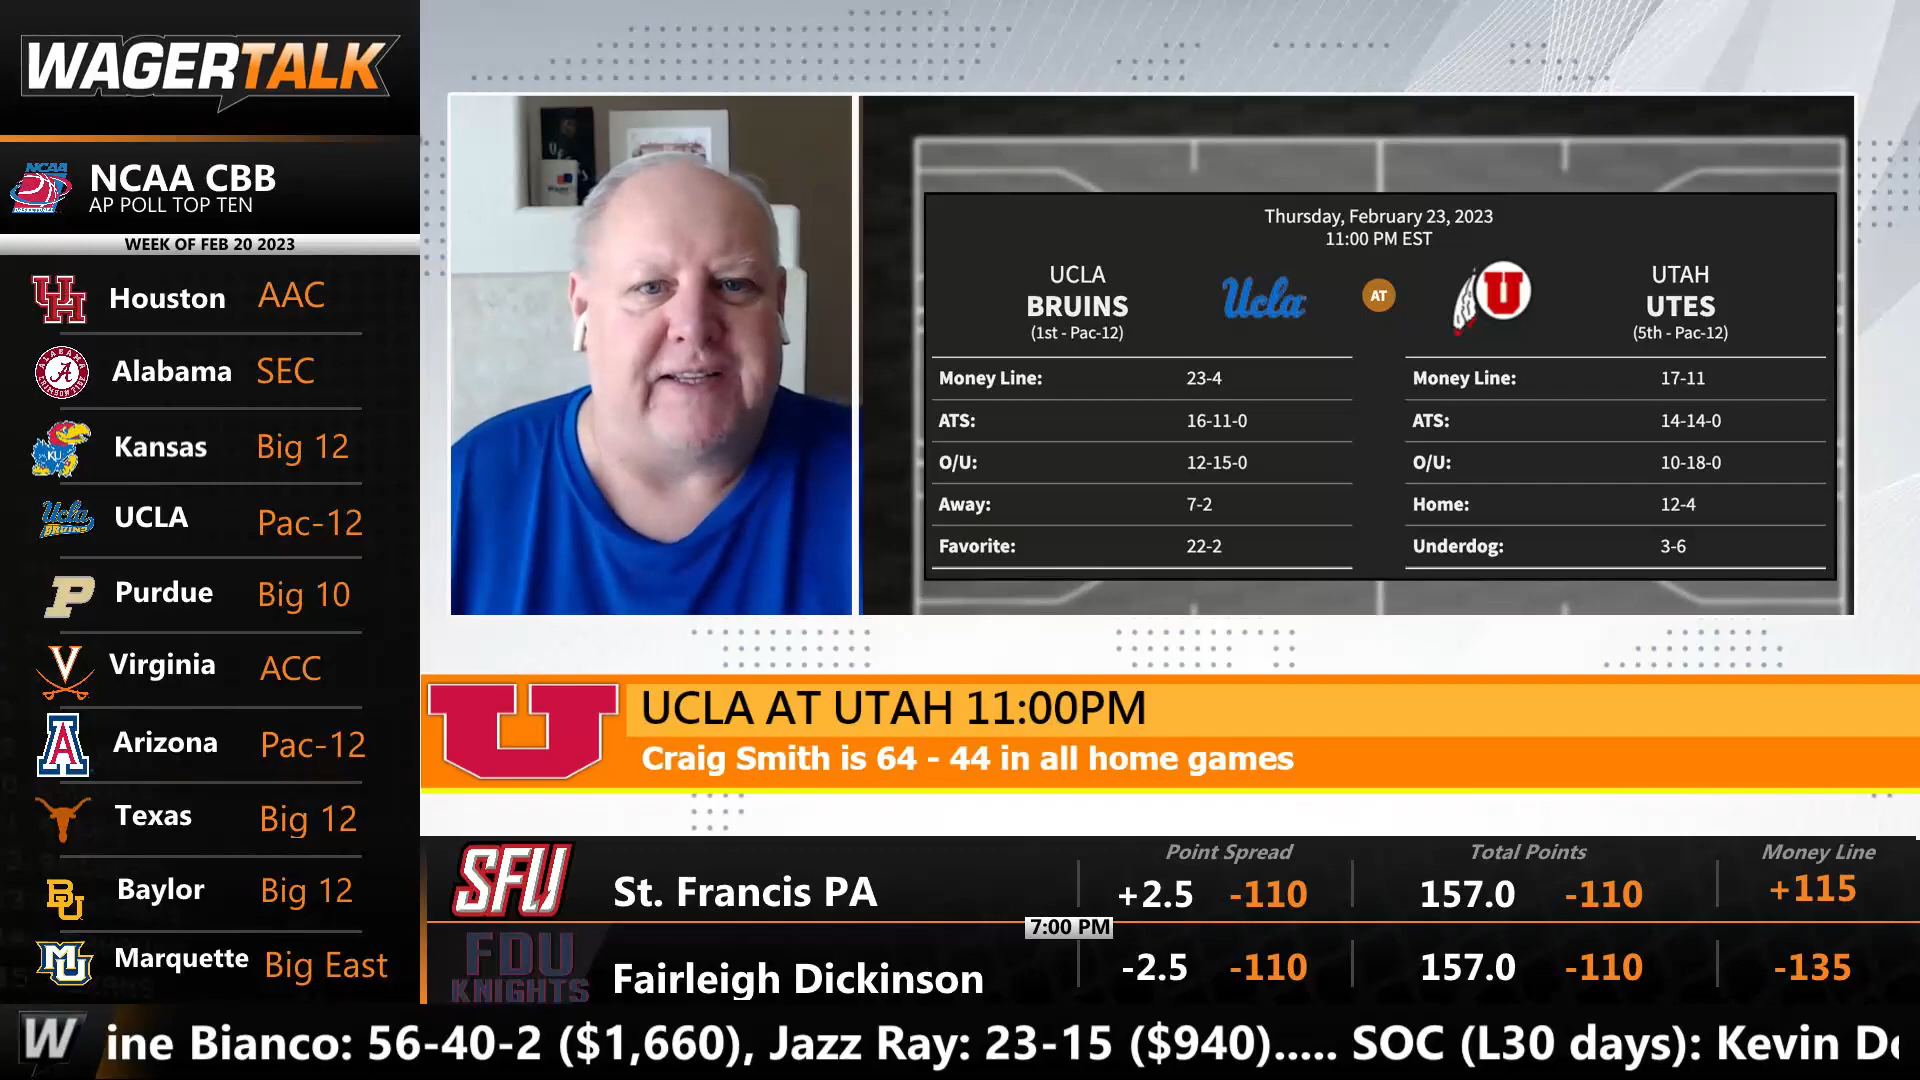 WAGERTALK
NCAA
BASKETBALL
NCAA CBB
AP POLL TOP TEN
WEEK OF FEB 20 2023
Houston AAC
Alabama SEC
Kansas Big 12
UCLA Pac-12
Purdue Big 10
Virginia ACC
Arizona Pac-12
Texas Big 12
Baylor Big 12
Marquette Big East
Thursday, February 23, 2023
11:00 PM EST
UCLA
BRUINS
(1st - Pac-12)
Ucla
AT
U
UTAH
UTES
(5th - Pac-12)
Money Line: 23-4
ATS: 16-11-0
O/U: 12-15-0
Away: 7-2
Favorite: 22-2
Money Line: 17-11
ATS: 14-14-0
O/U: 10-18-0
Home: 12-4
Underdog: 3-6
U
UCLA AT UTAH 11:00PM
Craig Smith is 64 - 44 in all home games
Point Spread Total Points Money Line
SFU St. Francis PA +2.5 -110 157.0 -110 +115
7:00 PM
FDU KNIGHTS Fairleigh Dickinson -2.5 -110 157.0 -110 -135
W ine Bianco: 56-40-2 ($1,660), Jazz Ray: 23-15 ($940)..... SOC (L30 days): Kevin Do